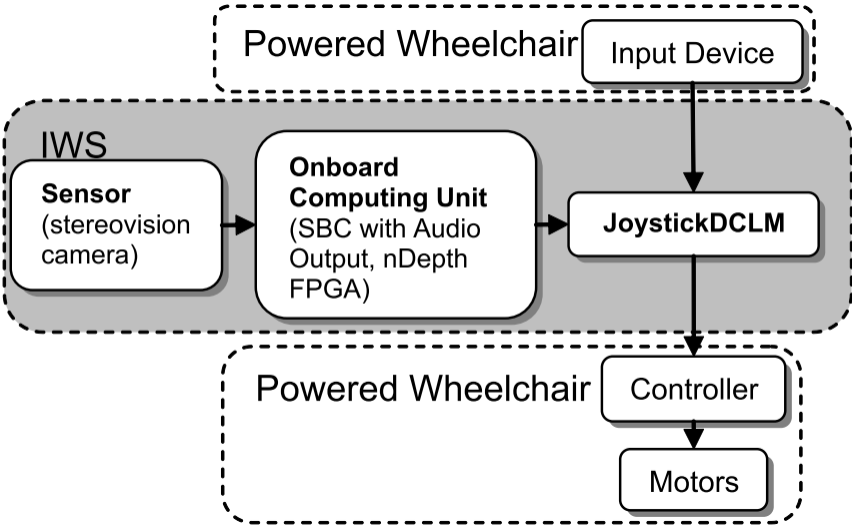 Powered Wheelchair
Input Device
IWS
Sensor
(stereovision
camera)
Onboard
Computing Unit
(SBC with Audio
Output, nDepth
FPGA)
JoystickDCLM
Powered Wheelchair
Controller
Motors